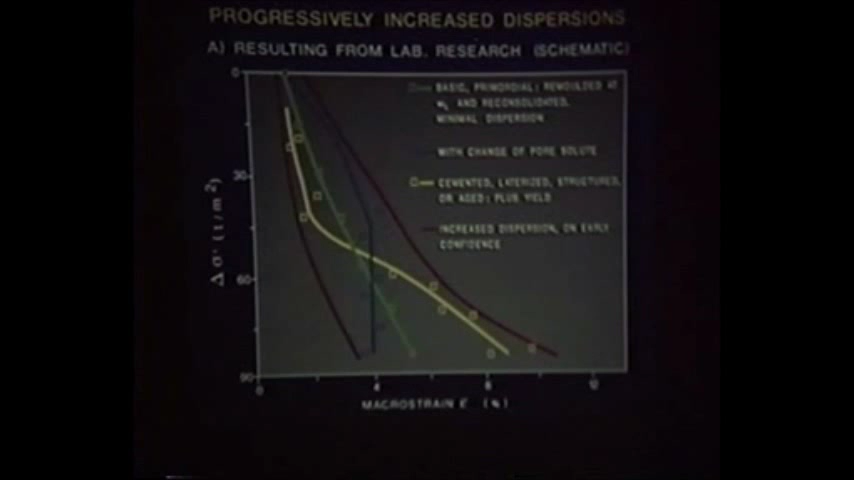 PROGRESSIVELY INCREASED DISPERSIONS
A) RESULTING FROM LAB. RESEARCH (SCHEMATIC)
BASIC, PRIMORDIAL: REMOULDED AT
AND RECONSOLIDATED.
MINIMAL DISPERSION
WITH CHANGE OF PORE SOLUTE
CEMENTED, LATERIZED, STRUCTURED,
OR AGED: PLUS YIELD
INCREASED DISPERSION, ON EARLY
CONFIDENCE
0
30
60
90
Δσ' (t/m²)
0
4
8
10
MACROSTRAIN (%)